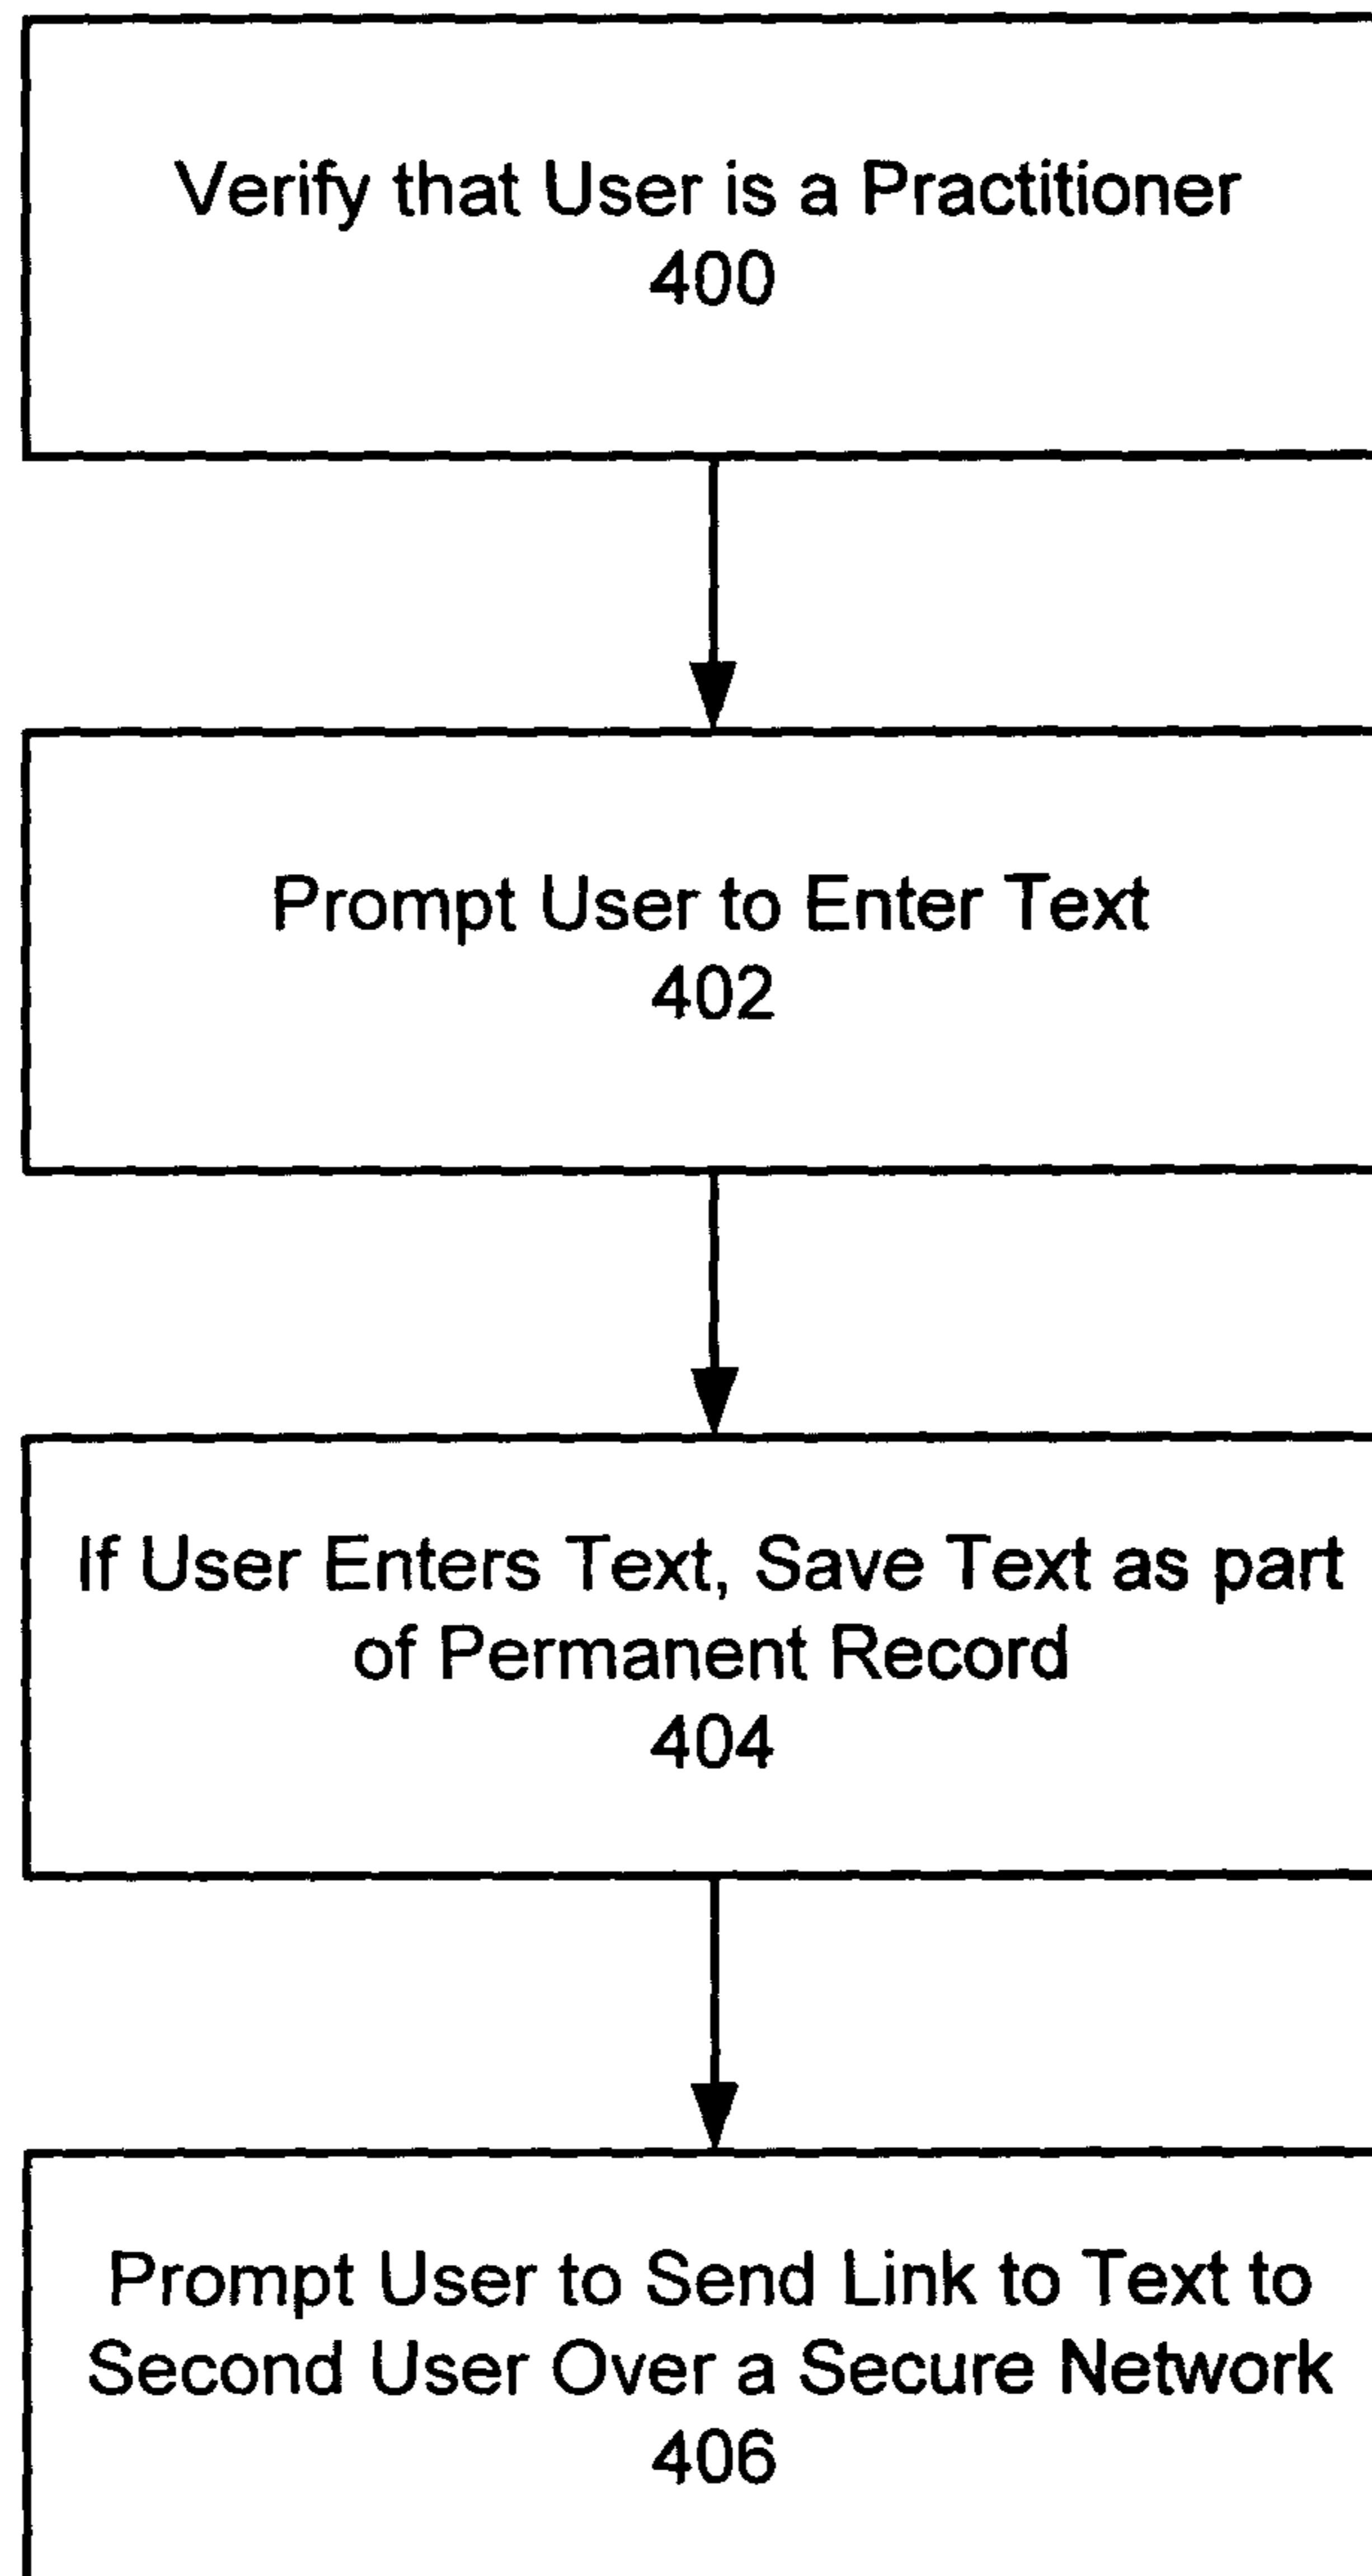 Verify that User is a Practitioner
400
Prompt User to Enter Text
402
If User Enters Text, Save Text as part
of Permanent Record
404
Prompt User to Send Link to Text to
Second User Over a Secure Network
406